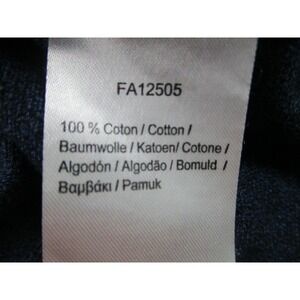 FA12505
100 % Coton / Cotton /
Baumwolle / Katoen/ Cotone /
Algodón / Algodão / Bomuld /
Βαμβάκι / Pamuk